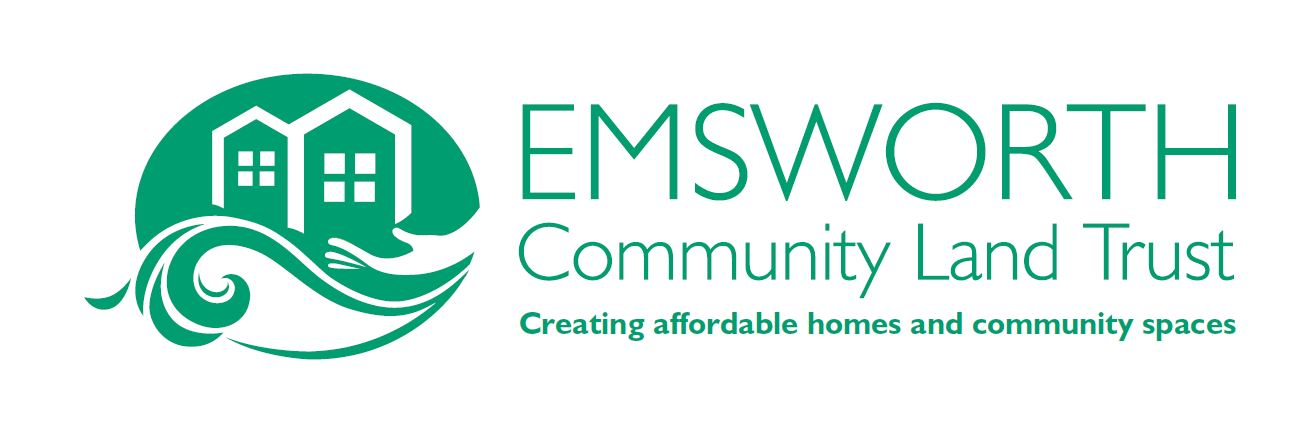 EMSWORTH
Community Land Trust
Creating affordable homes and community spaces